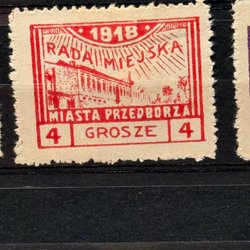 1918
RADA MIEJSKA
MIASTA PRZEDBORZA
4 GROSZE 4